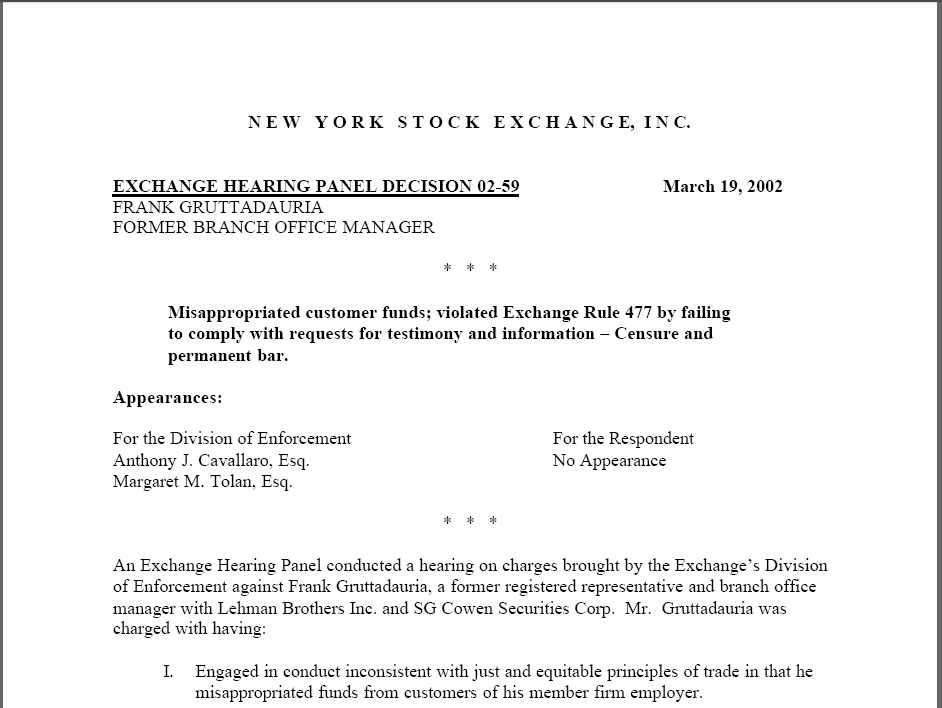 NEW YORK STOCK EXCHANGE, INC.
EXCHANGE HEARING PANEL DECISION 02-59 March 19, 2002
FRANK GRUTTADAURIA
FORMER BRANCH OFFICE MANAGER
* * *
Misappropriated customer funds; violated Exchange Rule 477 by failing
to comply with requests for testimony and information – Censure and
permanent bar.
Appearances:
For the Division of Enforcement For the Respondent
Anthony J. Cavallaro, Esq. No Appearance
Margaret M. Tolan, Esq.
* * *
An Exchange Hearing Panel conducted a hearing on charges brought by the Exchange’s Division
of Enforcement against Frank Gruttadauria, a former registered representative and branch office
manager with Lehman Brothers Inc. and SG Cowen Securities Corp. Mr. Gruttadauria was
charged with having:
I. Engaged in conduct inconsistent with just and equitable principles of trade in that he
misappropriated funds from customers of his member firm employer.